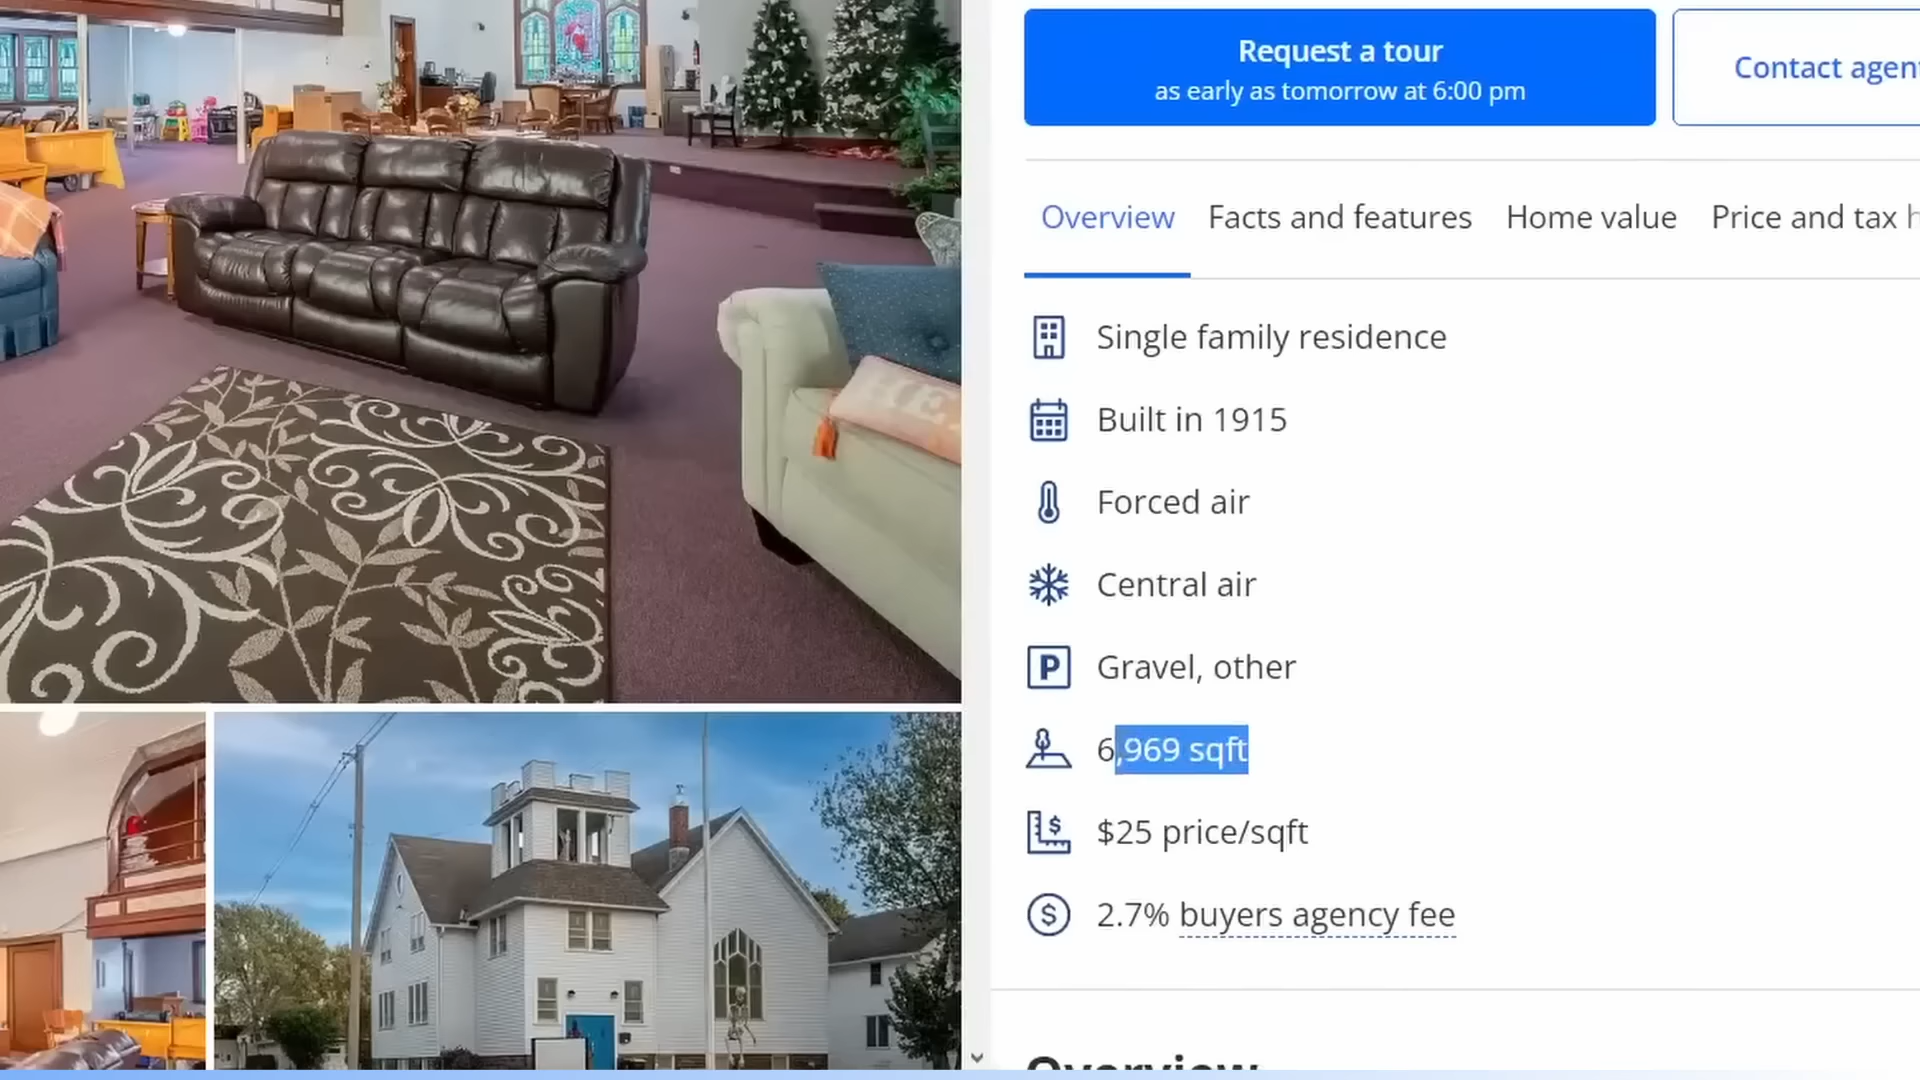 Request a tour
as early as tomorrow at 6:00 pm
Contact agent
Overview Facts and features Home value Price and tax h
Single family residence
Built in 1915
Forced air
Central air
P Gravel, other
6,969 sqft
$ $25 price/sqft
$ 2.7% buyers agency fee
Overview